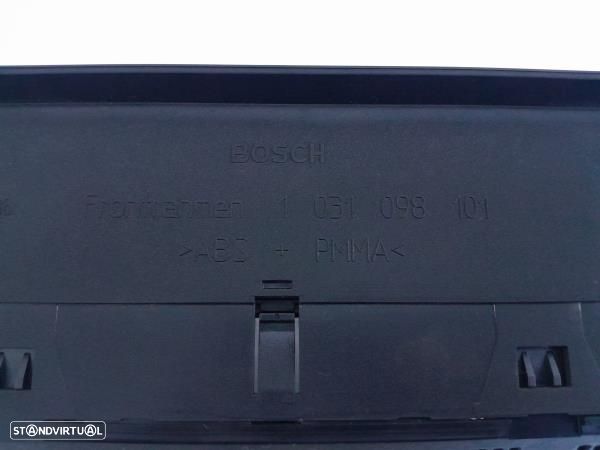 BOSCH
Frontrahmen 1 031 098 101
>ABS + PMMA<
STANDVIRTUAL